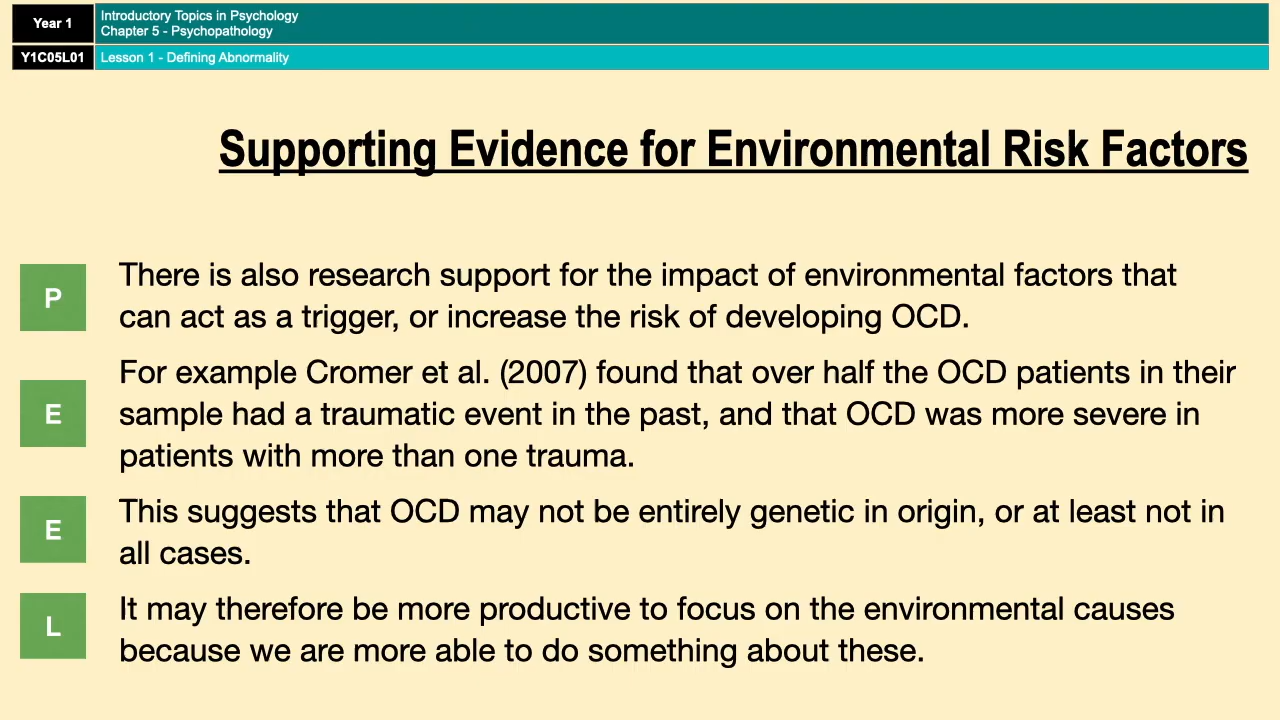 Year 1
Introductory Topics in Psychology
Chapter 5 - Psychopathology
Y1C05L01
Lesson 1 - Defining Abnormality
Supporting Evidence for Environmental Risk Factors
P
There is also research support for the impact of environmental factors that
can act as a trigger, or increase the risk of developing OCD.
E
For example Cromer et al. (2007) found that over half the OCD patients in their
sample had a traumatic event in the past, and that OCD was more severe in
patients with more than one trauma.
E
This suggests that OCD may not be entirely genetic in origin, or at least not in
all cases.
L
It may therefore be more productive to focus on the environmental causes
because we are more able to do something about these.